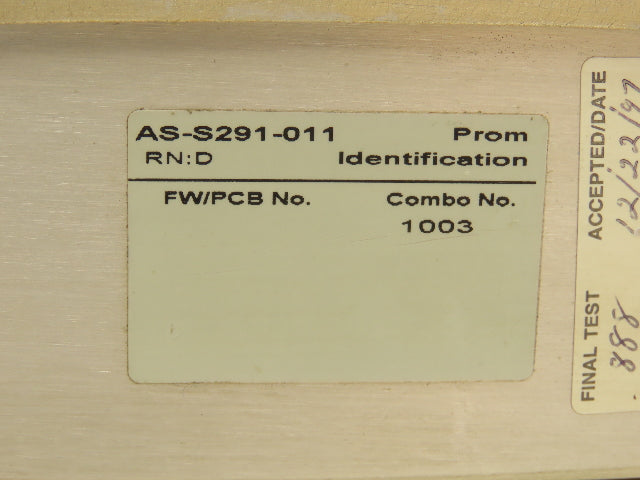 AS-S291-011 Prom
RN:D Identification
FW/PCB No. Combo No.
1003
FINAL TEST ACCEPTED/DATE
888 12/22/97